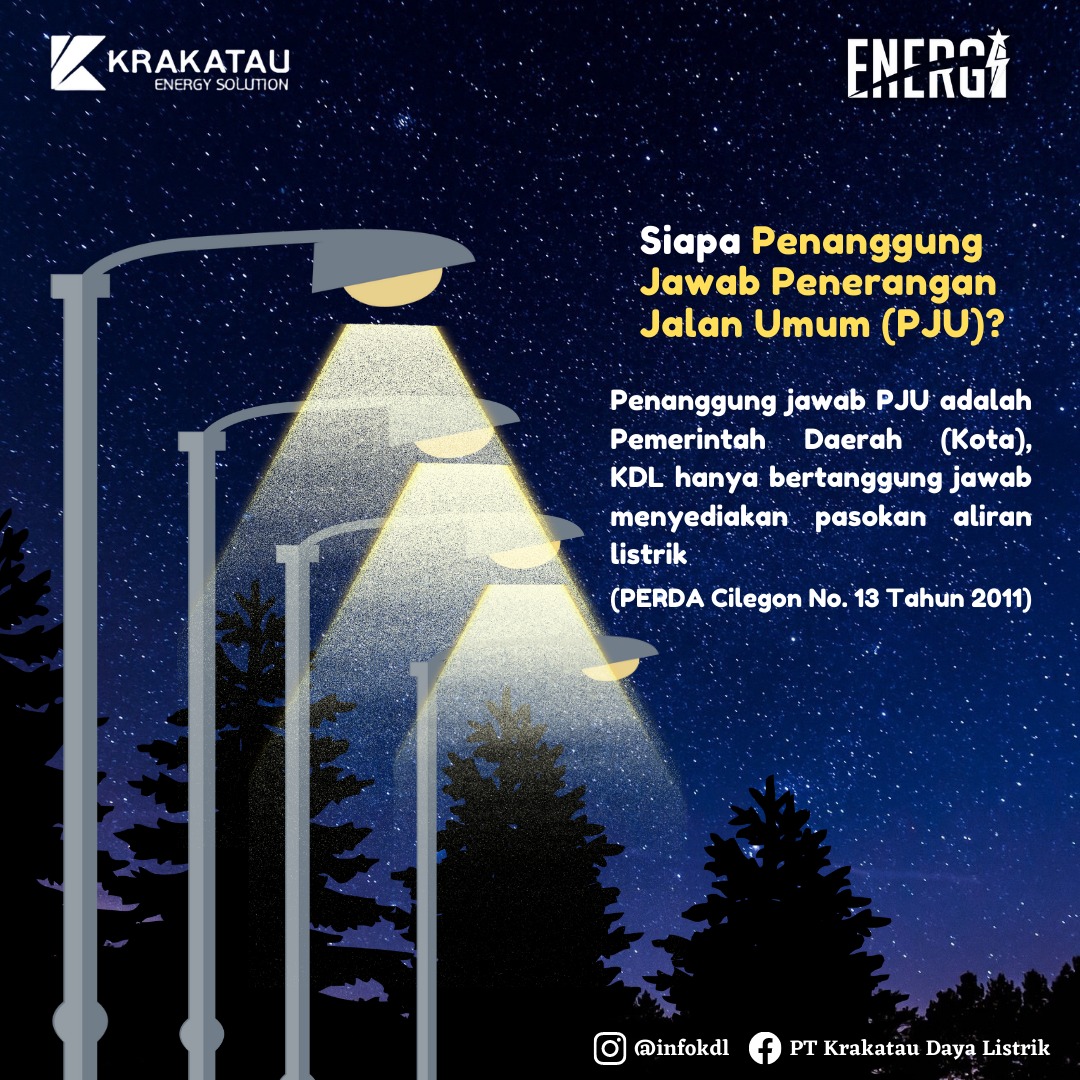 KRAKATAU
ENERGY SOLUTION
ENERGI
Siapa Penanggung
Jawab Penerangan
Jalan Umum (PJU)?
Penanggung jawab PJU adalah
Pemerintah Daerah (Kota),
KDL hanya bertanggung jawab
menyediakan pasokan aliran
listrik
(PERDA Cilegon No. 13 Tahun 2011)
@infokdl PT Krakatau Daya Listrik